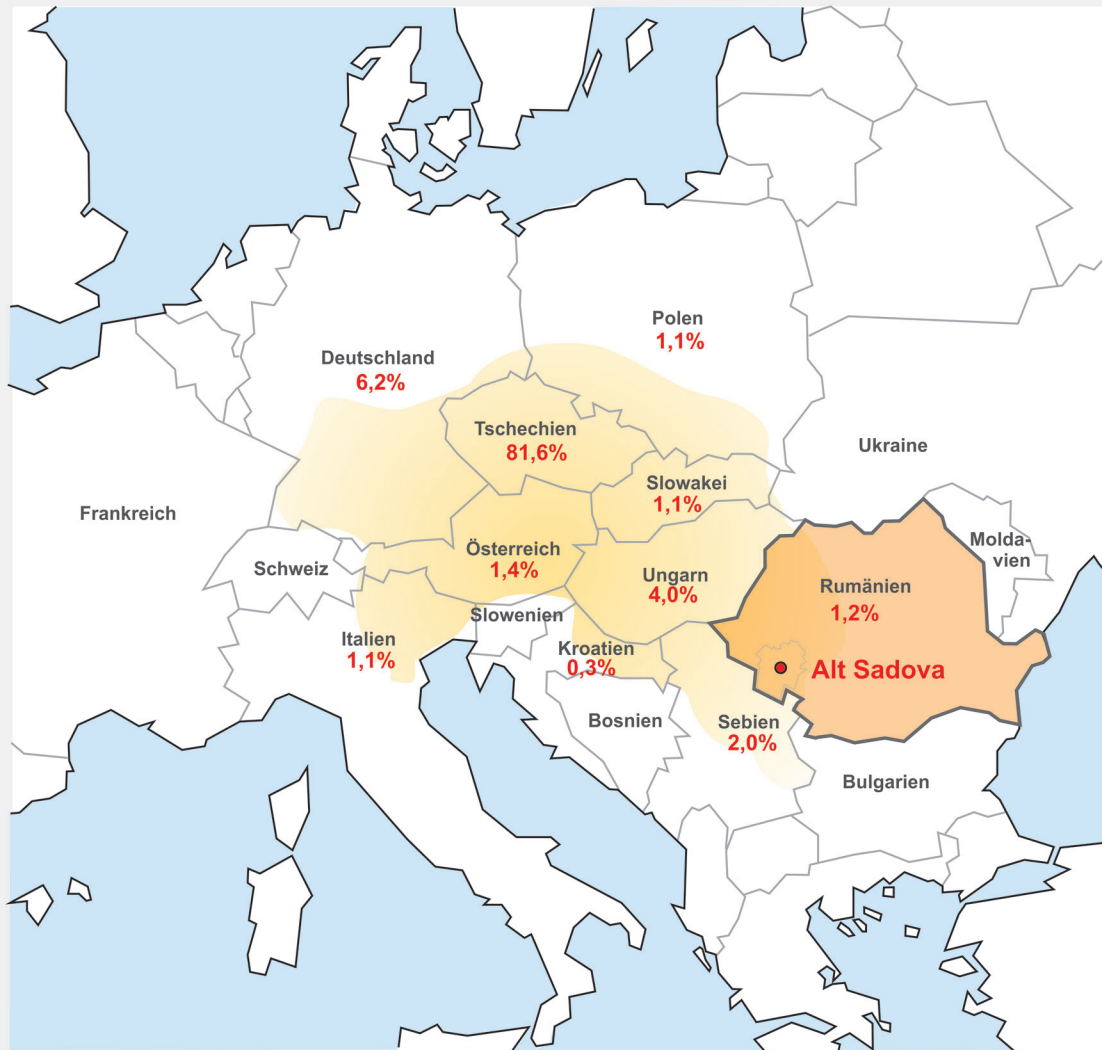 Polen
1,1%
Deutschland
6,2%
Tschechien
81,6%
Ukraine
Slowakei
1,1%
Frankreich
Österreich
1,4%
Schweiz
Ungarn
4,0%
Molda-
vien
Rumänien
1,2%
Slowenien
Italien
1,1%
Kroatien
0,3%
Alt Sadova
Bosnien
Sebien
2,0%
Bulgarien